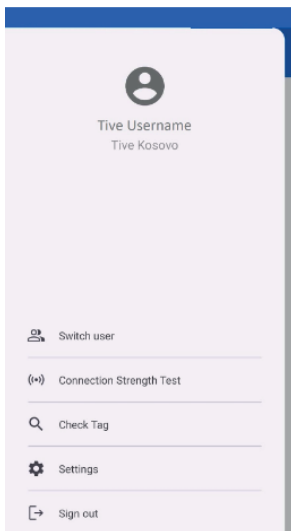 Tive Username
Tive Kosovo
Switch user
Connection Strength Test
Check Tag
Settings
Sign out